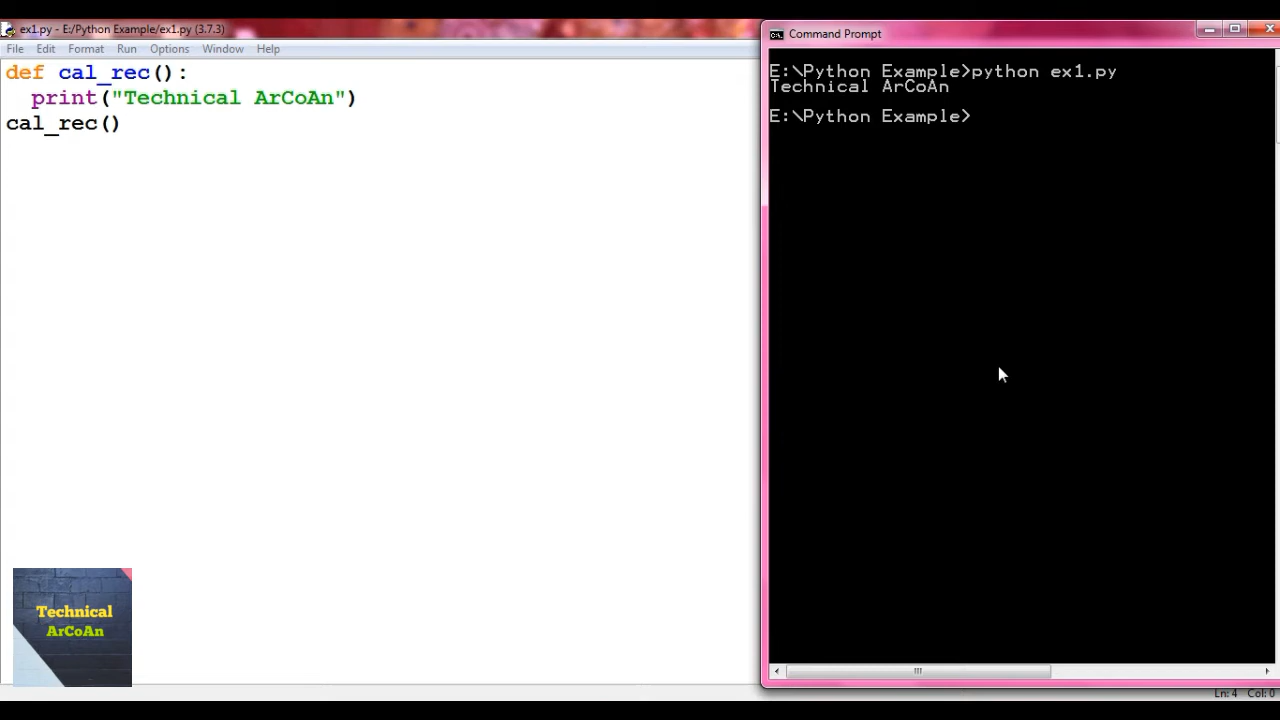 ex1.py - E:/Python Example/ex1.py (3.7.3)
File Edit Format Run Options Window Help
def cal_rec():
  print("Technical ArCoAn")
cal_rec()
Technical
ArCoAn
Command Prompt
E:\Python Example>python ex1.py
Technical ArCoAn
E:\Python Example>
Ln: 4 Col: 0